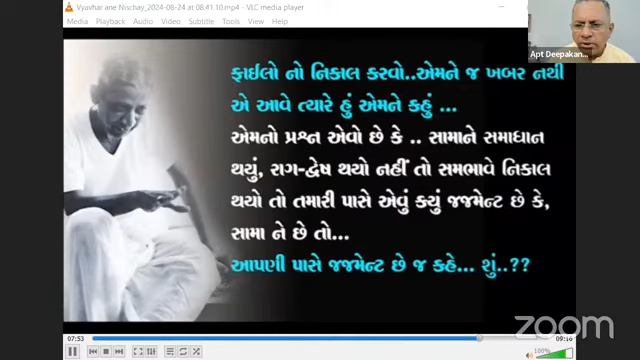 Vyavhar ane Nischay_2024-08-24 at 08.41.10.mp4 - VLC media player
Media Playback Audio Video Subtitle Tools View Help
Apt Deepakan...
ફાઈલો નો નિકાલ કરવો..એમને જ ખબર નથી
એ આવે ત્યારે હું એમને કહું ...
એમનો પ્રશ્ન એવો છે કે .. સામાને સમાધાન
થયું, રાગ-દ્વેષ થયો નહીં તો સમભાવે નિકાલ
થયો તો તમારી પાસે એવું કયું જજમેન્ટ છે કે,
સામા ને છે તો...
આપણી પાસે જજમેન્ટ છે જ કહે... શું..??
07:53
09:16
100%
zoom